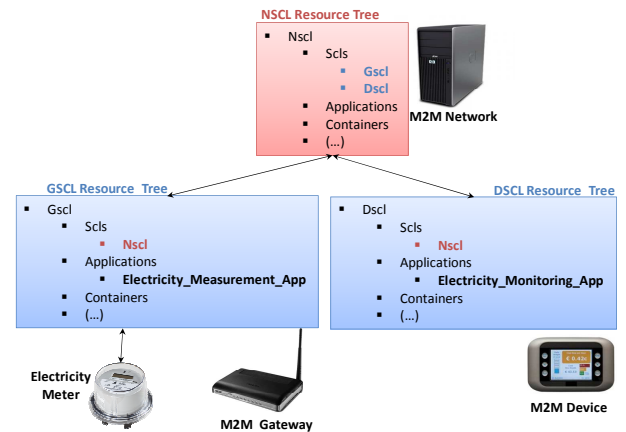 NSCL Resource Tree
Nscl
Scls
Gscl
Dscl
Applications
Containers
(...)
M2M Network
GSCL Resource Tree
Gscl
Scls
Nscl
Applications
Electricity_Measurement_App
Containers
(...)
DSCL Resource Tree
Dscl
Scls
Nscl
Applications
Electricity_Monitoring_App
Containers
(...)
Electricity
Meter
M2M Gateway
M2M Device